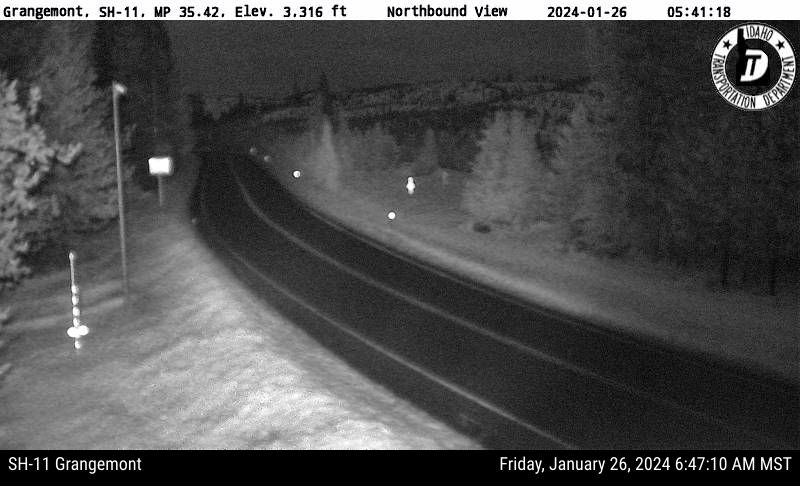 Grangemont, SH-11, MP 35.42, Elev. 3,316 ft Northbound View 2024-01-26 05:41:18
IDAHO
TRANSPORTATION DEPARTMENT
SH-11 Grangemont Friday, January 26, 2024 6:47:10 AM MST